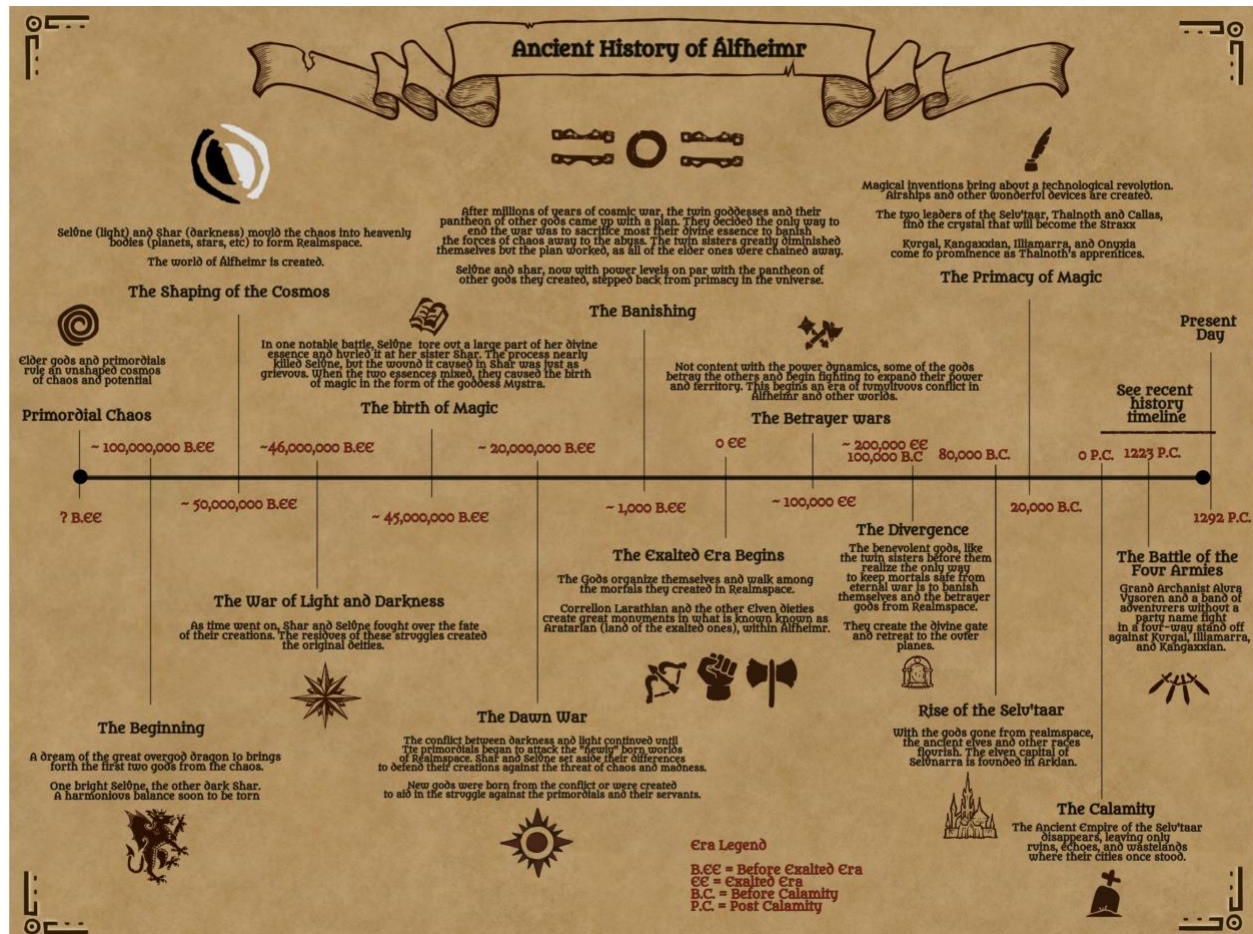 Ancient History of Álfheimr
Selûne (light) and Shar (darkness) mould the chaos into heavenly
bodies (planets, stars, etc) to form Realmspace.
The world of Álfheimr is created.
The Shaping of the Cosmos
After millions of years of cosmic war, the twin goddesses and their
pantheon of other gods came up with a plan. They decided the only way to
end the war was to sacrifice most their divine essence to banish
the forces of chaos away to the abyss. The twin sisters greatly diminished
themselves but the plan worked, as all of the elder ones were chained away.
Selûne and shar, now with power levels on par with the pantheon of
other gods they created, stepped back from primacy in the universe.
The Banishing
Magical inventions bring about a technological revolution.
Airships and other wonderful devices are created.
The two leaders of the Selu'taar, Thalnoth and Callas,
find the crystal that will become the Straxx
Kurgal, Kangaxxian, Illiamarra, and Onyxia
come to prominence as Thalnoth's apprentices.
The Primacy of Magic
Present
Day
Elder gods and primordials
rule an unshaped cosmos
of chaos and potential
Primordial Chaos
In one notable battle, Selûne tore out a large part of her divine
essence and hurled it at her sister Shar. The process nearly
killed Selûne, but the wound it caused in Shar was just as
grievous. When the two essences mixed, they caused the birth
of magic in the form of the goddess Mystra.
The birth of Magic
Not content with the power dynamics, some of the gods
betray the others and begin fighting to expand their power
and territory. This begins an era of tumultuous conflict in
Álfheimr and other worlds.
The Betrayer wars
See recent
history
timeline
~ 100,000,000 B.EE
~46,000,000 B.EE
~ 20,000,000 B.EE
0 EE
~ 200,000 EE
100,000 B.C
80,000 B.C.
0 P.C.
1223 P.C.
? B.EE
~ 50,000,000 B.EE
~ 45,000,000 B.EE
~ 1,000 B.EE
~ 100,000 EE
20,000 B.C.
1292 P.C.
The Beginning
A dream of the great overgod dragon Io brings
forth the first two gods from the chaos.
One bright Selûne, the other dark Shar.
A harmonious balance soon to be torn
The War of Light and Darkness
As time went on, Shar and Selûne fought over the fate
of their creations. The residues of these struggles created
the original deities.
The Dawn War
The conflict between darkness and light continued until
Tte primordials began to attack the "newly" born worlds
of Realmspace. Shar and Selûne set aside their differences
to defend their creations against the threat of chaos and madness.
New gods were born from the conflict or were created
to aid in the struggle against the primordials and their servants.
The Exalted Era Begins
The Gods organize themselves and walk among
the mortals they created in Realmspace.
Correllon Larathian and the other Elven dieties
create great monuments in what is known known as
Aratarian (land of the exalted ones), within Álfheimr.
The Divergence
The benevolent gods, like
the twin sisters before them
realize the only way
to keep mortals safe from
eternal war is to banish
themselves and the betrayer
gods from Realmspace.
They create the divine gate
and retreat to the outer
planes.
Rise of the Selu'taar
With the gods gone from realmspace,
the ancient elves and other races
flourish. The elven capital of
Selûnarra is founded in Arkian.
The Calamity
The Ancient Empire of the Selu'taar
disappears, leaving only
ruins, echoes, and wastelands
where their cities once stood.
The Battle of the
Four Armies
Grand Archanist Alyra
Vysoren and a band of
adventurers without a
party name fight
in a four-way stand off
against Kurgal, Illiamarra,
and Kangaxxian.
Era Legend
B.EE = Before Exalted Era
EE = Exalted Era
B.C. = Before Calamity
P.C. = Post Calamity